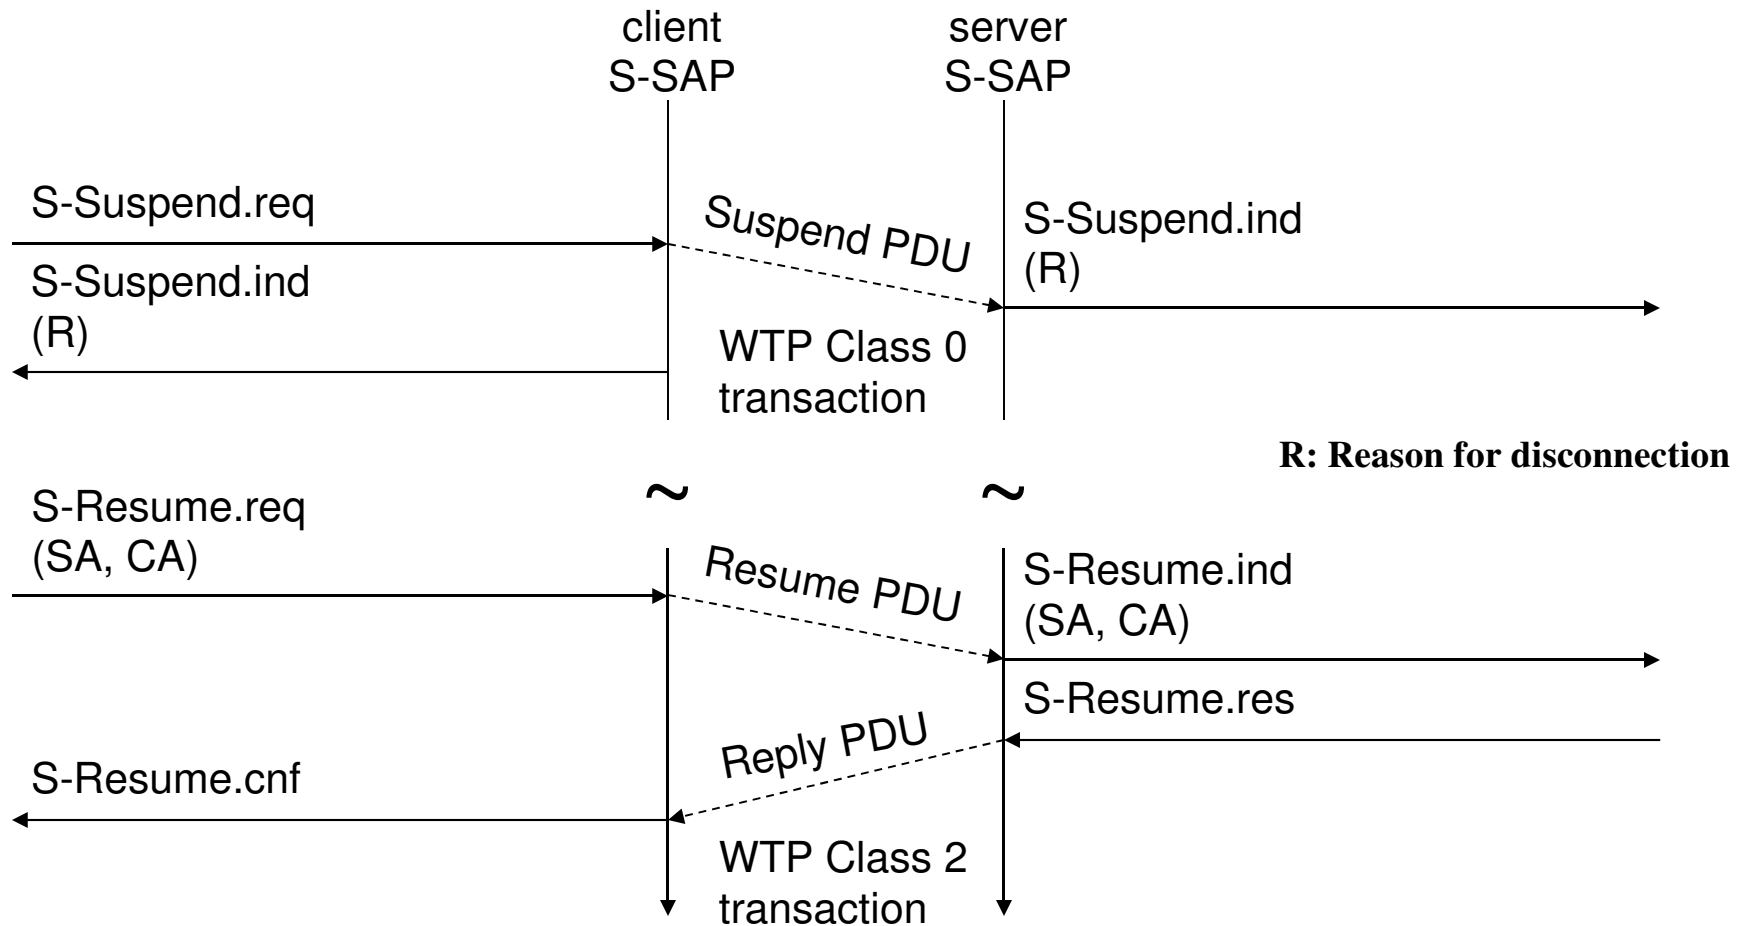 client
S-SAP
server
S-SAP
S-Suspend.req
Suspend PDU
S-Suspend.ind
(R)
S-Suspend.ind
(R)
WTP Class 0
transaction
R: Reason for disconnection
~
~
S-Resume.req
(SA, CA)
Resume PDU
S-Resume.ind
(SA, CA)
S-Resume.res
Reply PDU
S-Resume.cnf
WTP Class 2
transaction